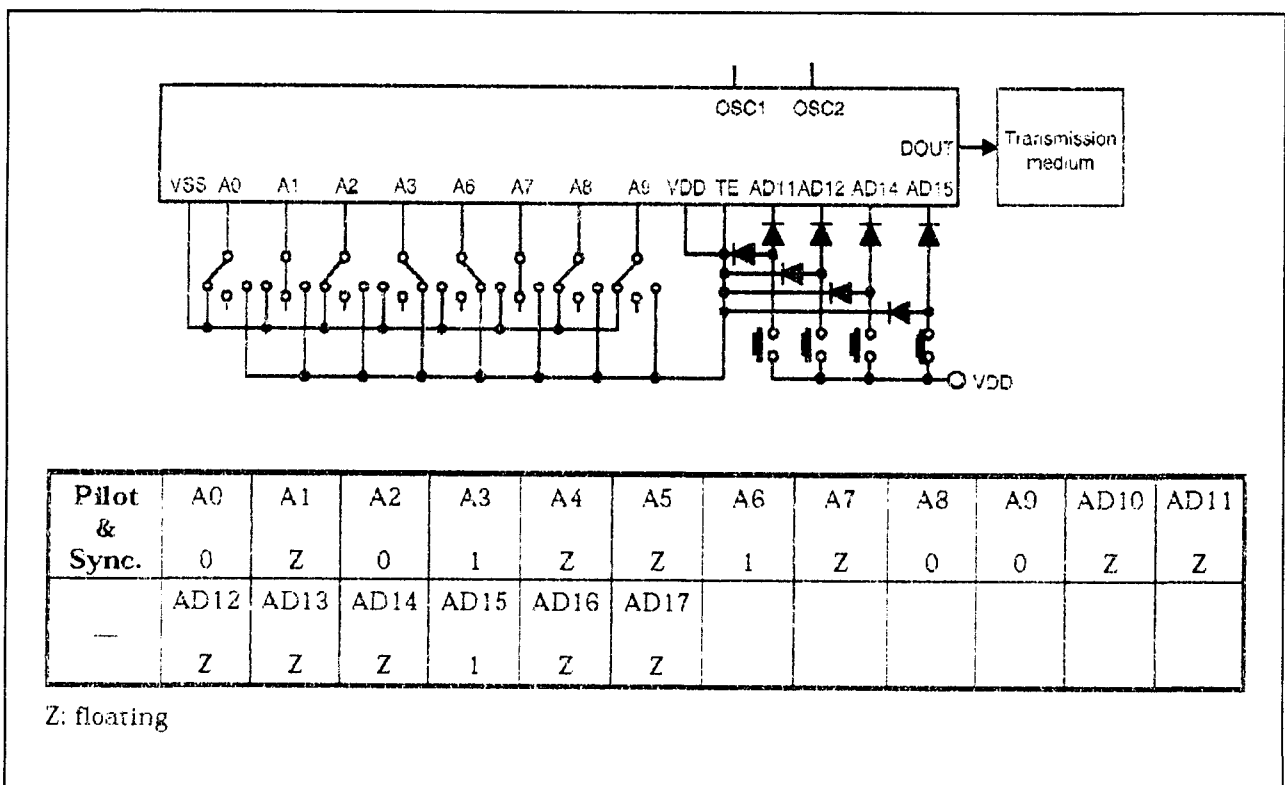 OSC1 OSC2
DOUT
Transmission
medium
VSS A0 A1 A2 A3 A6 A7 A8 A9 VDD TE AD11 AD12 AD14 AD15
VDD
Pilot A0 A1 A2 A3 A4 A5 A6 A7 A8 A9 AD10 AD11
&
Sync. 0 Z 0 1 Z Z 1 Z 0 0 Z Z
AD12 AD13 AD14 AD15 AD16 AD17
—
Z Z Z 1 Z Z
Z: floating